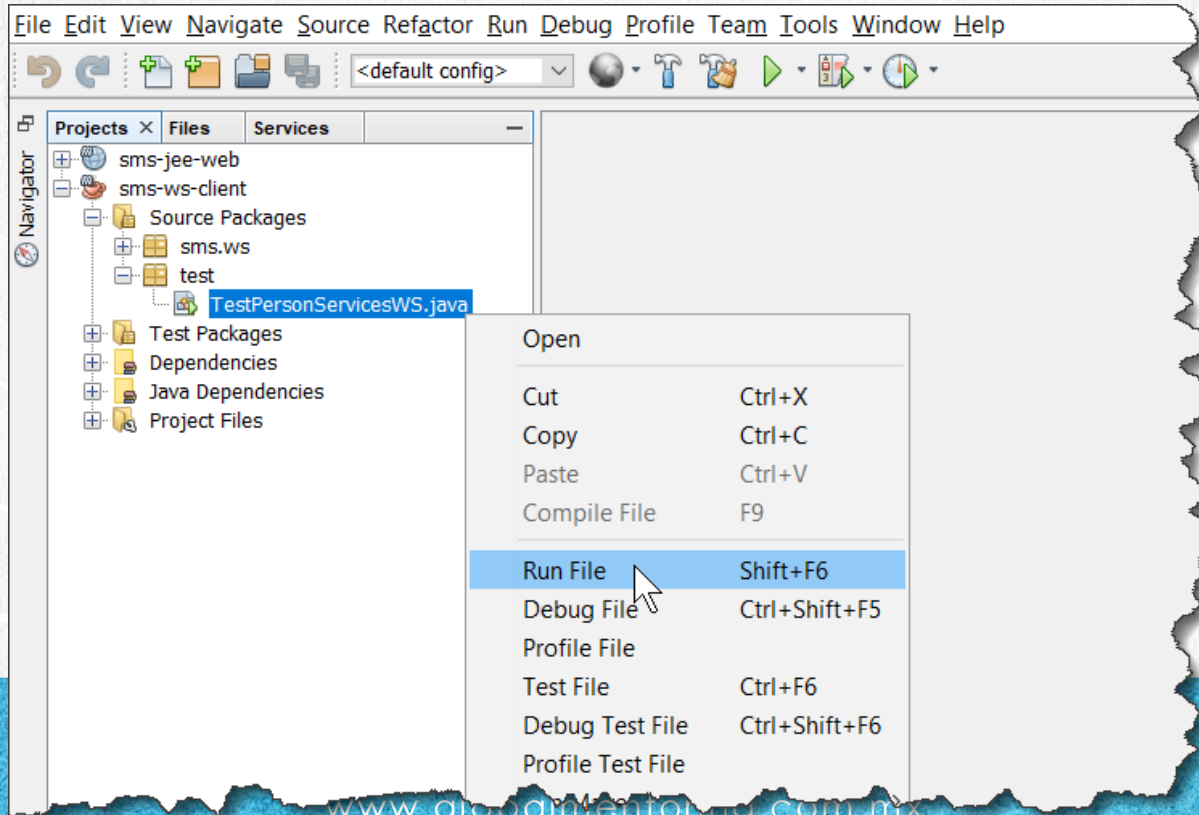 File Edit View Navigate Source Refactor Run Debug Profile Team Tools Window Help
<default config>
Projects Files Services
Navigator
sms-jee-web
sms-ws-client
Source Packages
sms.ws
test
TestPersonServicesWS.java
Test Packages
Dependencies
Java Dependencies
Project Files
Open
Cut Ctrl+X
Copy Ctrl+C
Paste Ctrl+V
Compile File F9
Run File Shift+F6
Debug File Ctrl+Shift+F5
Profile File
Test File Ctrl+F6
Debug Test File Ctrl+Shift+F6
Profile Test File